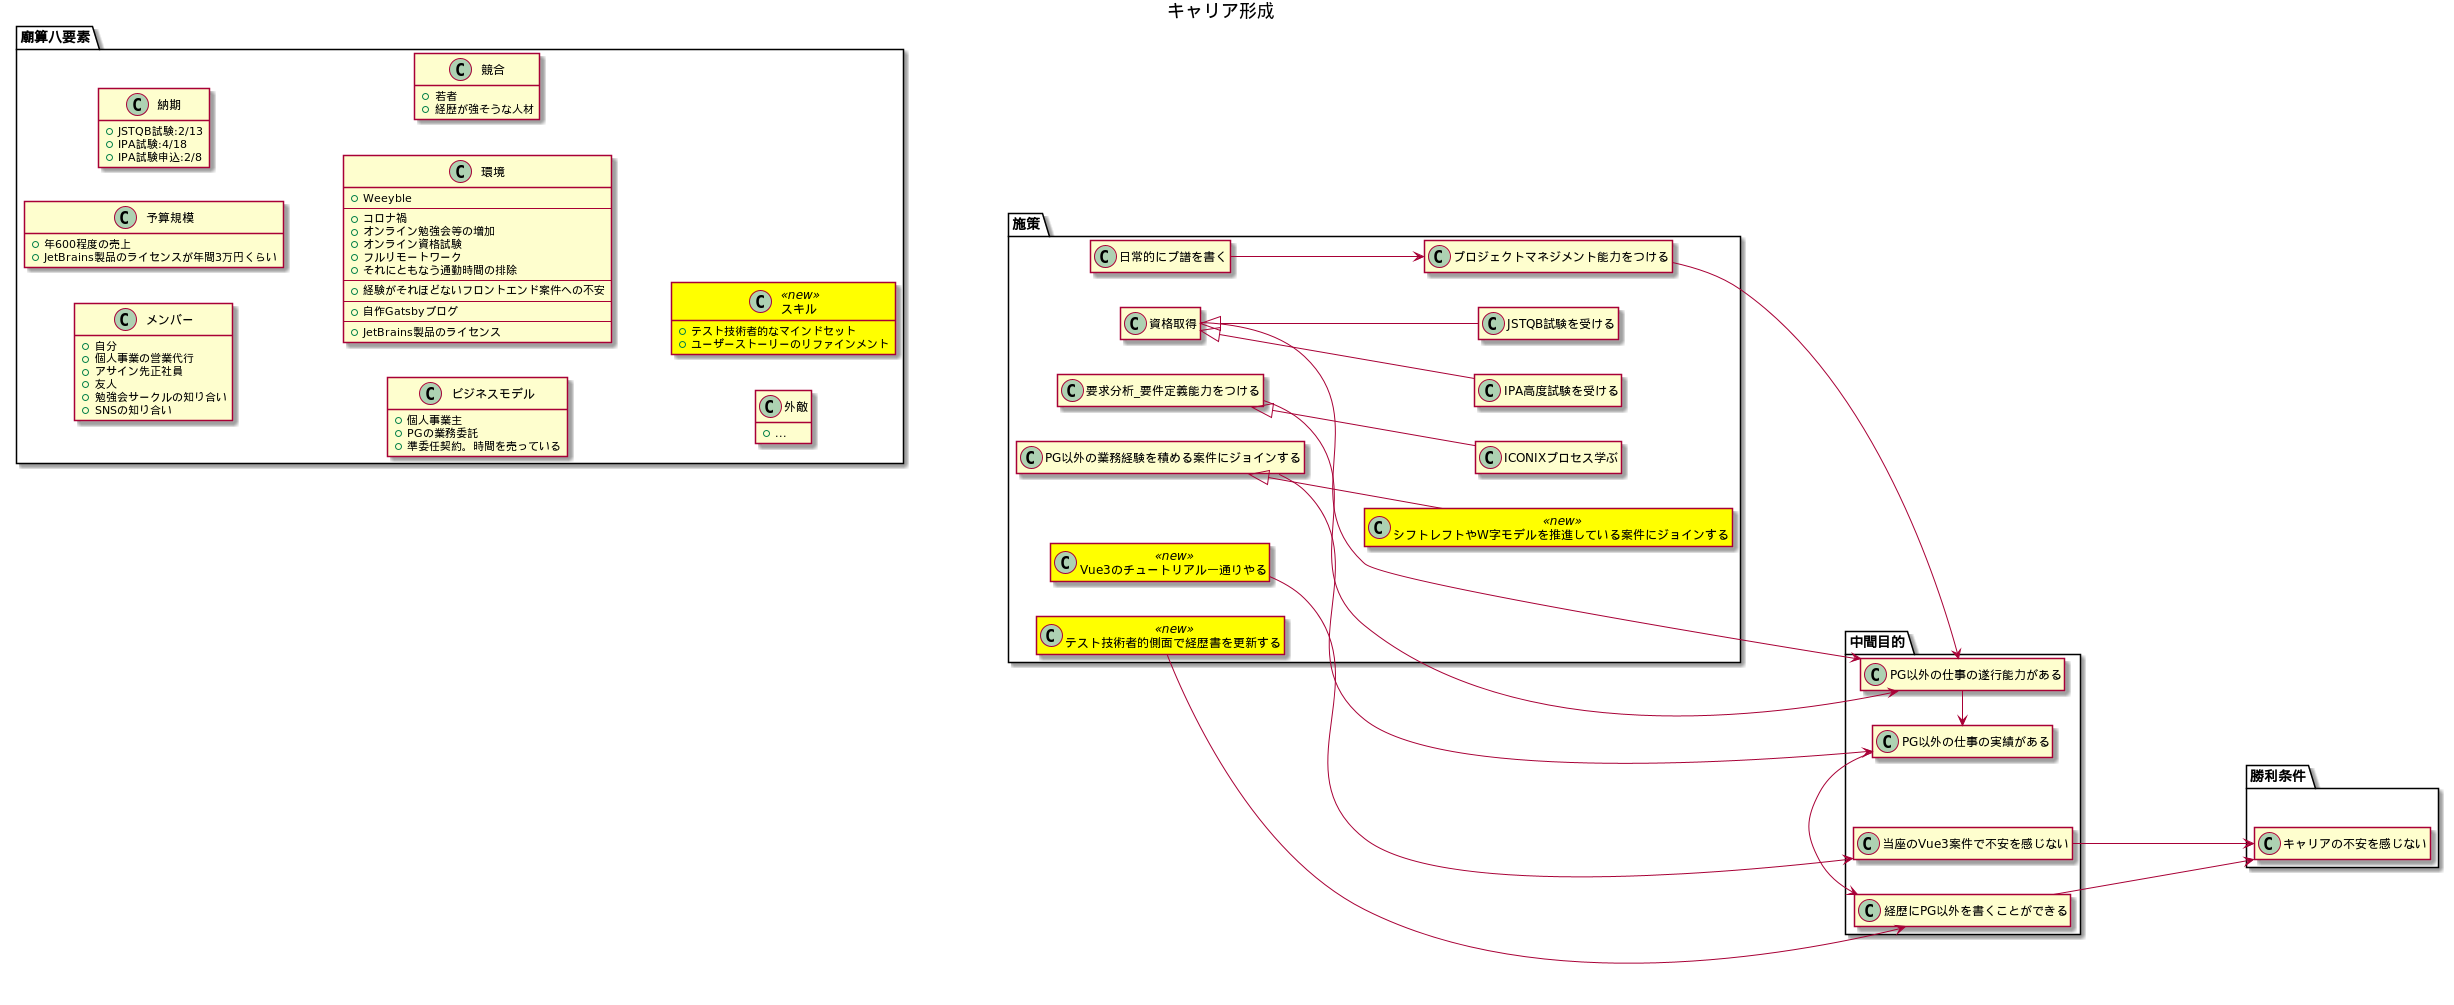 キャリア形成
廟算八要素
C 納期
JSTQB試験:2/13
IPA試験:4/18
IPA試験申込:2/8
C 予算規模
年600程度の売上
JetBrains製品のライセンスが年間3万円くらい
C メンバー
自分
個人事業の営業代行
アサイン先正社員
友人
勉強会サークルの知り合い
SNSの知り合い
C 競合
若者
経歴が強そうな人材
C 環境
Weeyble
コロナ禍
オンライン勉強会等の増加
オンライン資格試験
フルリモートワーク
それにともなう通勤時間の排除
経験がそれほどないフロントエンド案件への不安
自作Gatsbyブログ
JetBrains製品のライセンス
C ビジネスモデル
個人事業主
PGの業務委託
準委任契約。時間を売っている
C «new»
スキル
テスト技術者的なマインドセット
ユーザーストーリーのリファインメント
C 外敵
...
施策
C 日常的にプ譜を書く
C プロジェクトマネジメント能力をつける
C 資格取得
C JSTQB試験を受ける
C IPA高度試験を受ける
C 要求分析_要件定義能力をつける
C ICONIXプロセス学ぶ
C PG以外の業務経験を積める案件にジョインする
C «new»
シフトレフトやW字モデルを推進している案件にジョインする
C «new»
Vue3のチュートリアル一通りやる
C «new»
テスト技術者的側面で経歴書を更新する
中間目的
C PG以外の仕事の遂行能力がある
C PG以外の仕事の実績がある
C 当座のVue3案件で不安を感じない
C 経歴にPG以外を書くことができる
勝利条件
C キャリアの不安を感じない